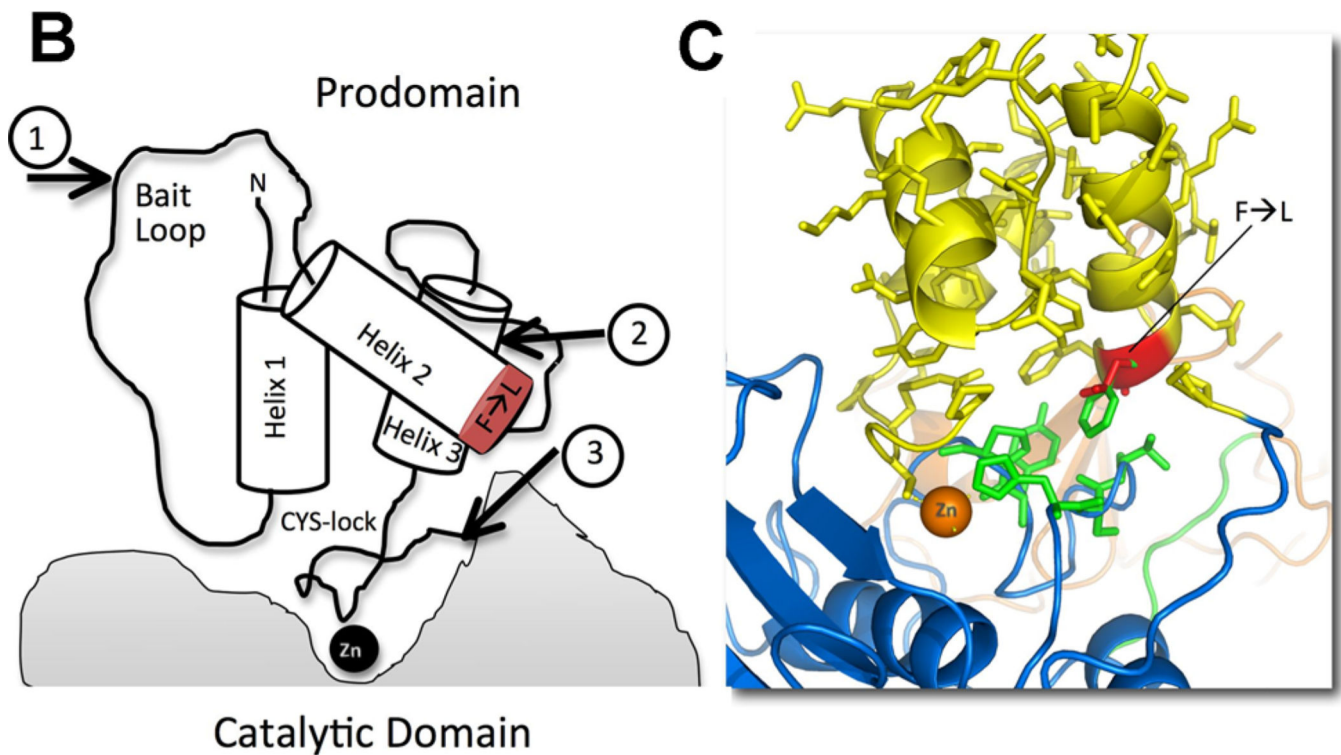 B
Prodomain
1
Bait
Loop
N
2
Helix 2
Helix 1
F→L
Helix 3
3
CYS-lock
Zn
Catalytic Domain
C
F→L
Zn